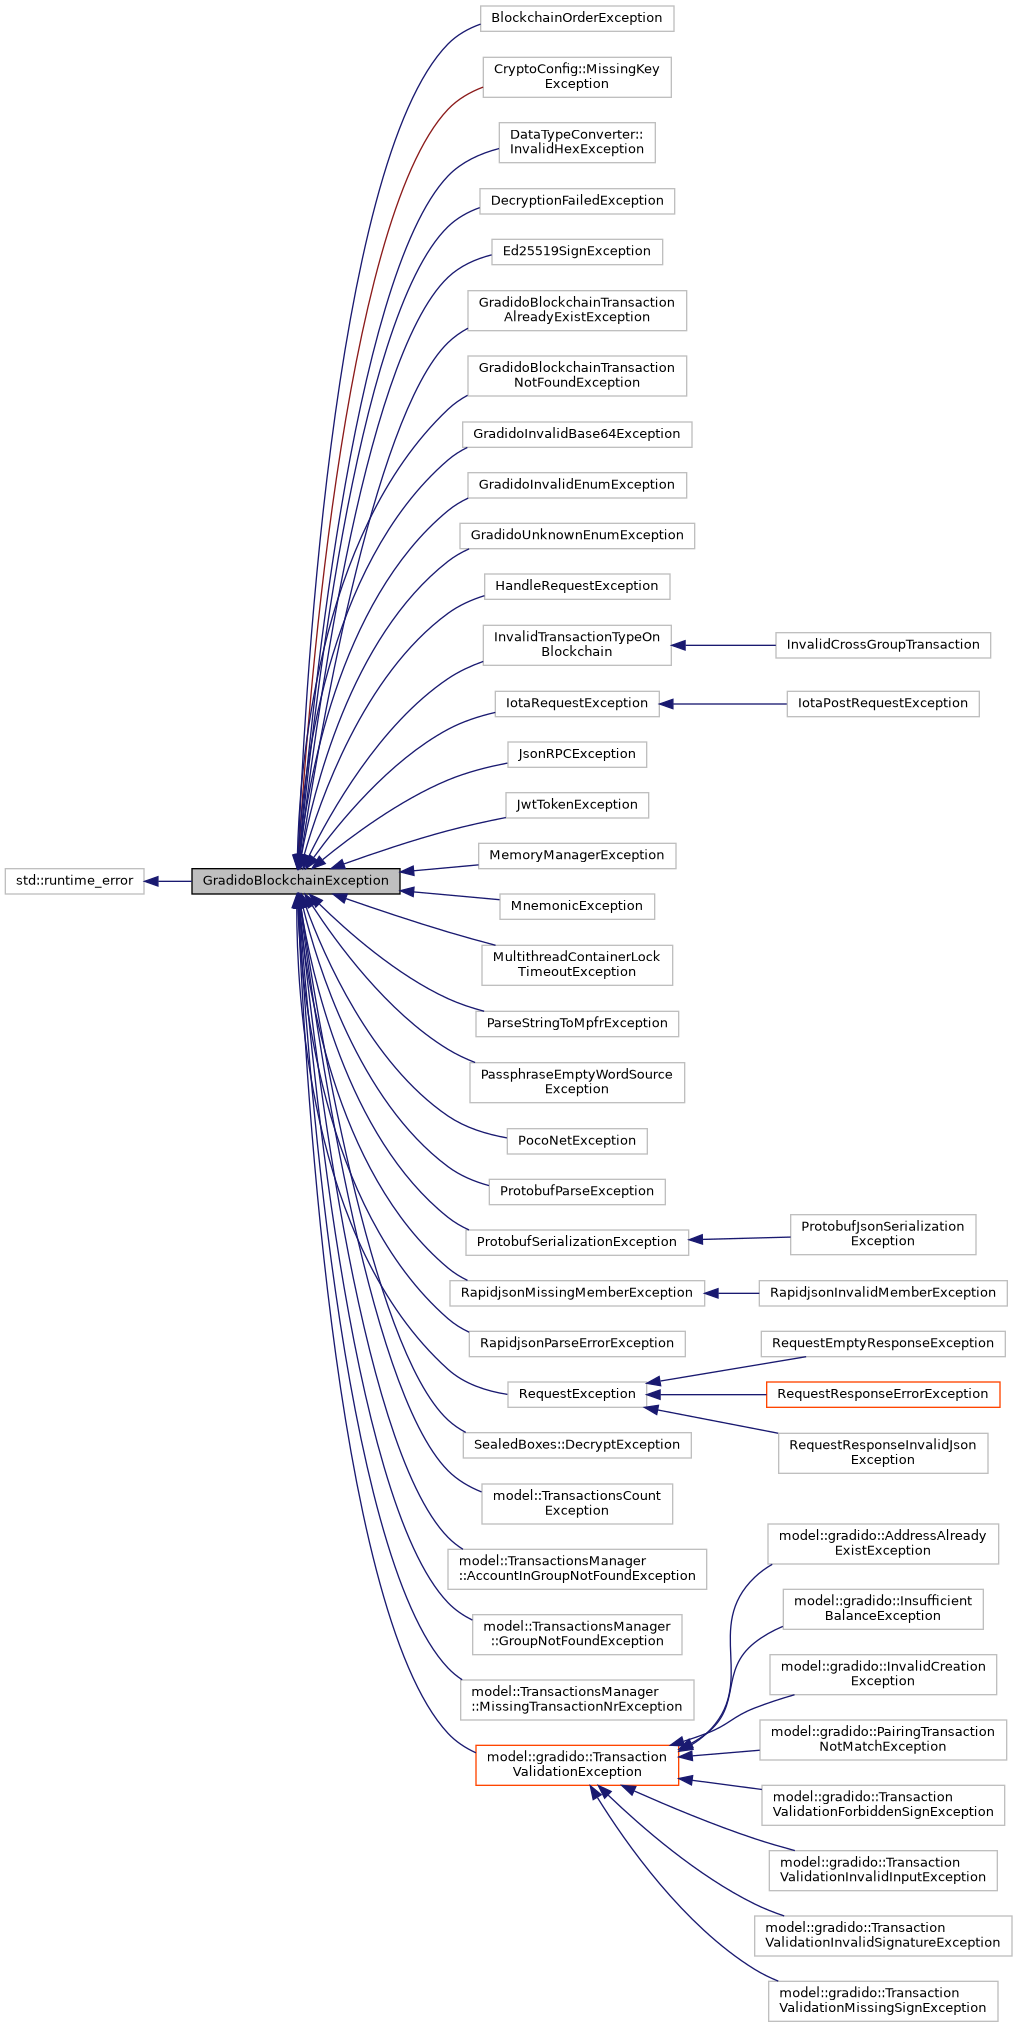 BlockchainOrderException
CryptoConfig::MissingKey
Exception
DataTypeConverter::
InvalidHexException
DecryptionFailedException
Ed25519SignException
GradidoBlockchainTransaction
AlreadyExistException
GradidoBlockchainTransaction
NotFoundException
GradidoInvalidBase64Exception
GradidoInvalidEnumException
GradidoUnknownEnumException
HandleRequestException
InvalidTransactionTypeOn
Blockchain
InvalidCrossGroupTransaction
IotaRequestException
IotaPostRequestException
JsonRPCException
JwtTokenException
MemoryManagerException
std::runtime_error
GradidoBlockchainException
MnemonicException
MultithreadContainerLock
TimeoutException
ParseStringToMpfrException
PassphraseEmptyWordSource
Exception
PocoNetException
ProtobufParseException
ProtobufSerializationException
ProtobufJsonSerialization
Exception
RapidjsonMissingMemberException
RapidjsonInvalidMemberException
RapidjsonParseErrorException
RequestException
RequestEmptyResponseException
RequestResponseErrorException
RequestResponseInvalidJson
Exception
SealedBoxes::DecryptException
model::TransactionsCount
Exception
model::TransactionsManager
::AccountInGroupNotFoundException
model::TransactionsManager
::GroupNotFoundException
model::TransactionsManager
::MissingTransactionNrException
model::gradido::Transaction
ValidationException
model::gradido::AddressAlready
ExistException
model::gradido::Insufficient
BalanceException
model::gradido::InvalidCreation
Exception
model::gradido::PairingTransaction
NotMatchException
model::gradido::Transaction
ValidationForbiddenSignException
model::gradido::Transaction
ValidationInvalidInputException
model::gradido::Transaction
ValidationInvalidSignatureException
model::gradido::Transaction
ValidationMissingSignException